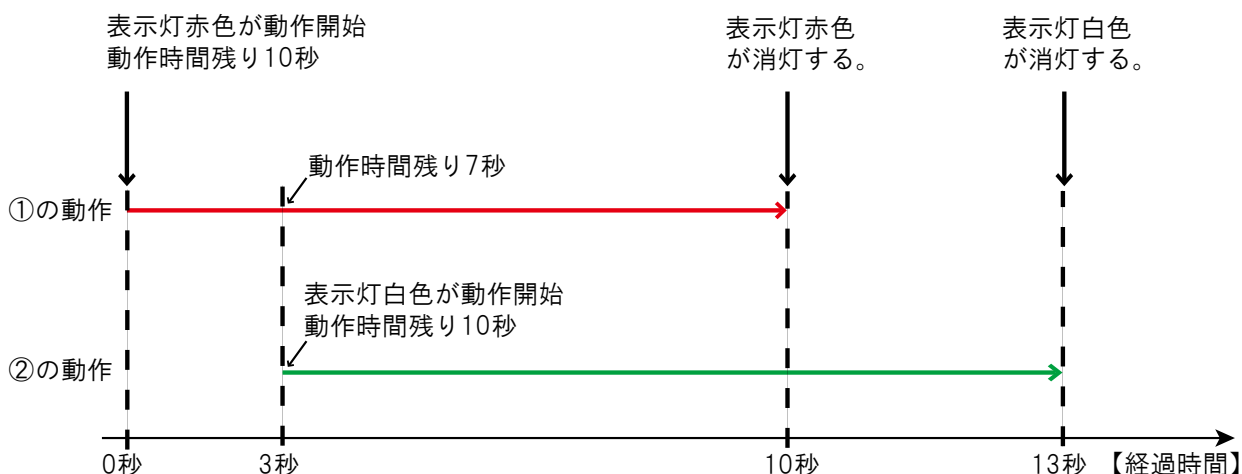 表示灯赤色が動作開始
動作時間残り10秒
表示灯赤色
が消灯する。
表示灯白色
が消灯する。
動作時間残り7秒
①の動作
表示灯白色が動作開始
動作時間残り10秒
②の動作
0秒
3秒
10秒
13秒
【経過時間】